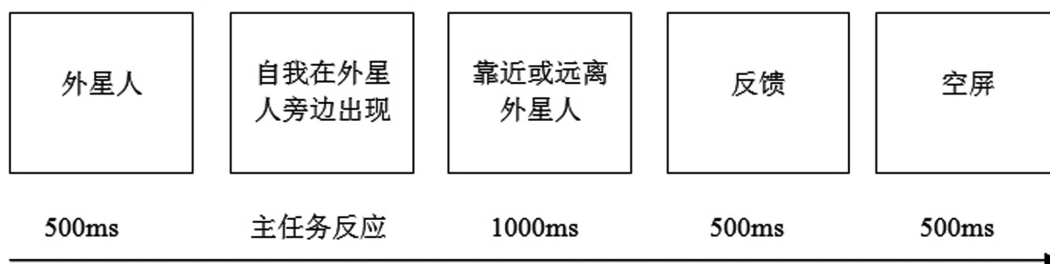 外星人
自我在外星
人旁边出现
靠近或远离
外星人
反馈
空屏
500ms
主任务反应
1000ms
500ms
500ms